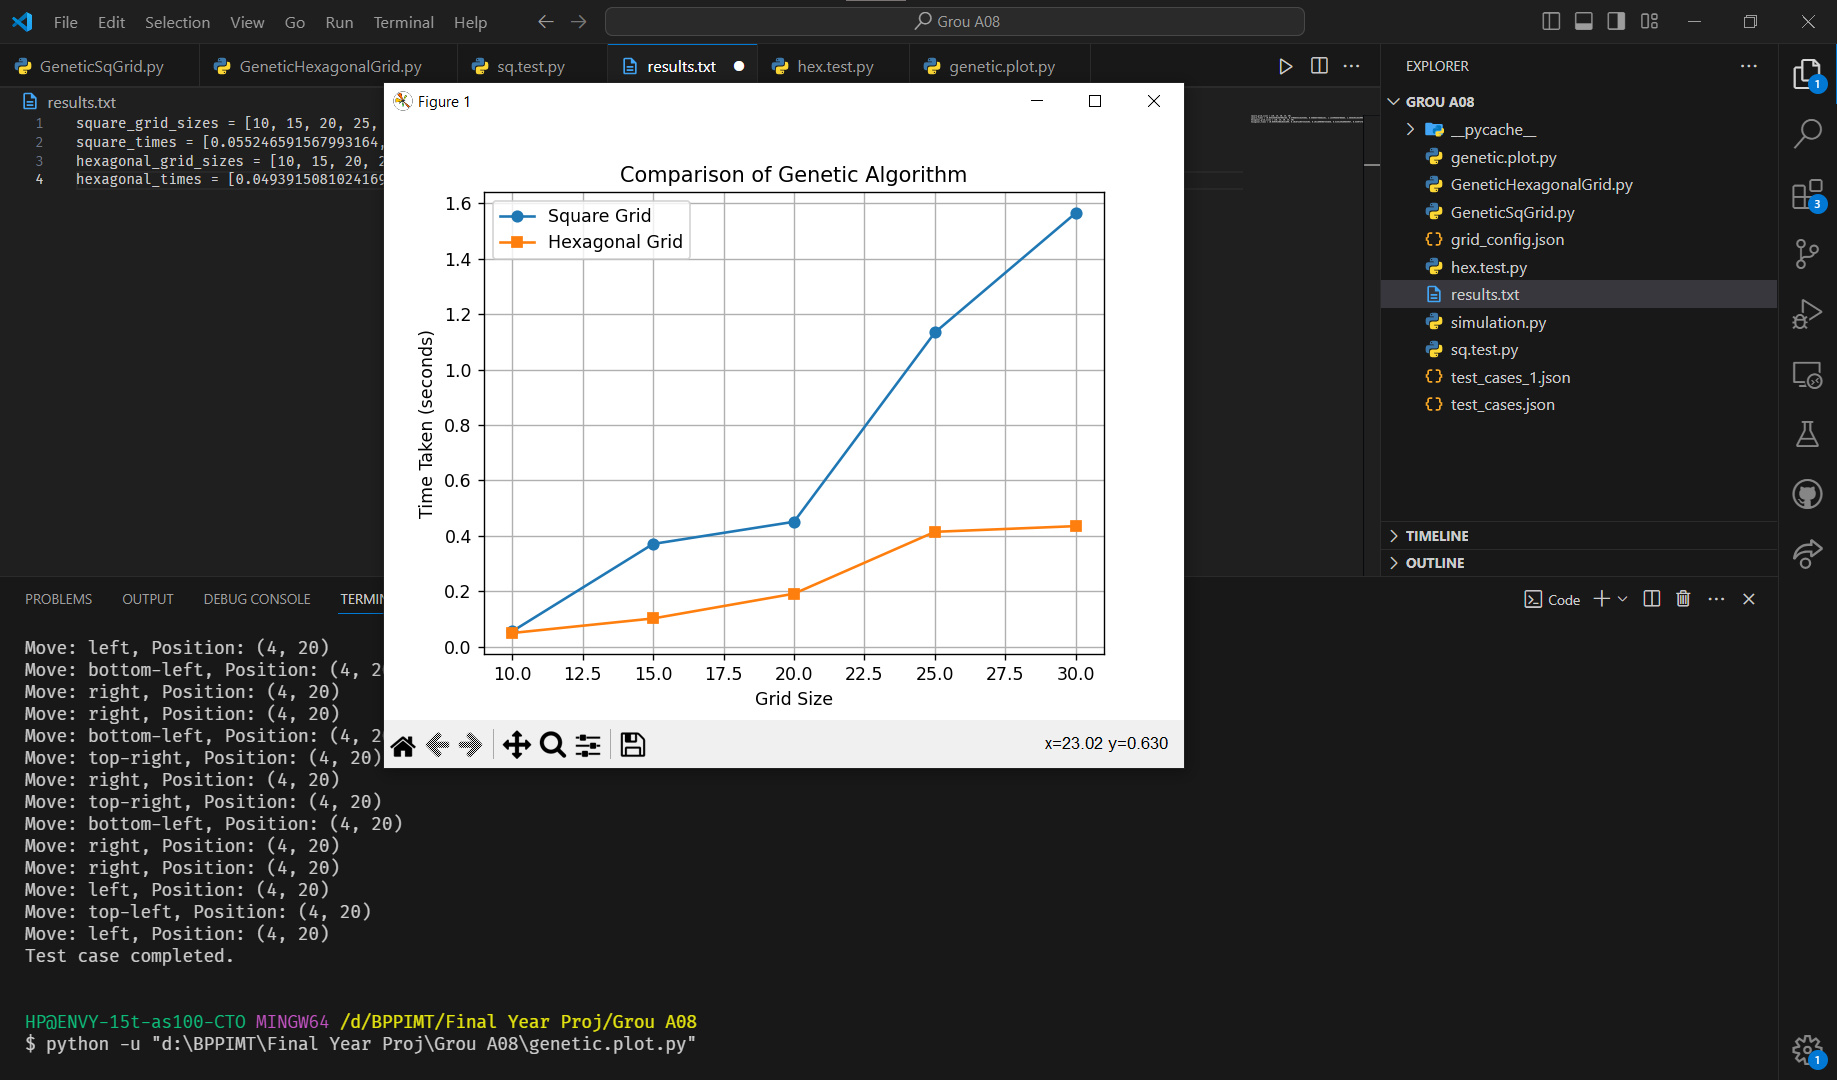 File Edit Selection View Go Run Terminal Help
Grou A08
GeneticSqGrid.py
GeneticHexagonalGrid.py
sq.test.py
results.txt
hex.test.py
genetic.plot.py
results.txt
1 square_grid_sizes = [10, 15, 20, 25,
2 square_times = [0.055246591567993164,
3 hexagonal_grid_sizes = [10, 15, 20, 2
4 hexagonal_times = [0.0493915081024169
Figure 1
Comparison of Genetic Algorithm
Square Grid
Hexagonal Grid
Time Taken (seconds)
1.6
1.4
1.2
1.0
0.8
0.6
0.4
0.2
0.0
10.0 12.5 15.0 17.5 20.0 22.5 25.0 27.5 30.0
Grid Size
x=23.02 y=0.630
EXPLORER
GROU A08
__pycache__
genetic.plot.py
GeneticHexagonalGrid.py
GeneticSqGrid.py
grid_config.json
hex.test.py
results.txt
simulation.py
sq.test.py
test_cases_1.json
test_cases.json
TIMELINE
OUTLINE
1
3
1
PROBLEMS OUTPUT DEBUG CONSOLE TERMIN
Code
Move: left, Position: (4, 20)
Move: bottom-left, Position: (4, 20
Move: right, Position: (4, 20)
Move: right, Position: (4, 20)
Move: bottom-left, Position: (4, 2
Move: top-right, Position: (4, 20)
Move: right, Position: (4, 20)
Move: top-right, Position: (4, 20)
Move: bottom-left, Position: (4, 20)
Move: right, Position: (4, 20)
Move: right, Position: (4, 20)
Move: left, Position: (4, 20)
Move: top-left, Position: (4, 20)
Move: left, Position: (4, 20)
Test case completed.
HP@ENVY-15t-as100-CTO MINGW64 /d/BPPIMT/Final Year Proj/Grou A08
$ python -u "d:\BPPIMT\Final Year Proj\Grou A08\genetic.plot.py"